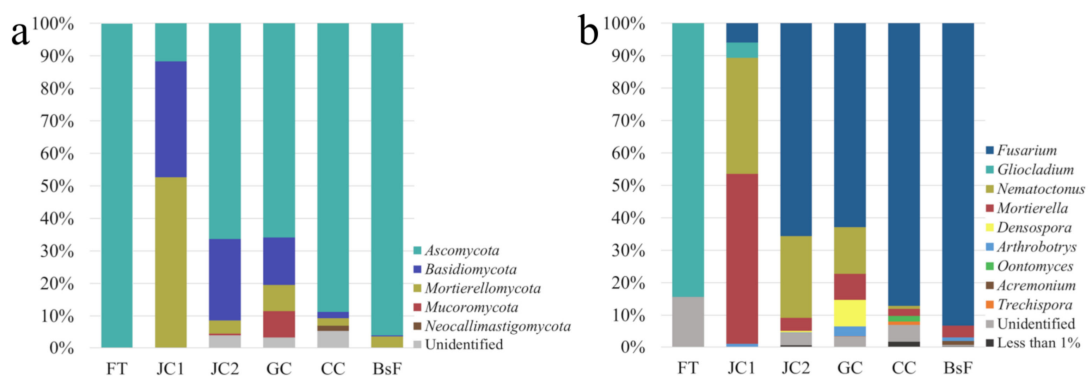 a
100%
90%
80%
70%
60%
50%
40%
30%
20%
10%
0%
FT JC1 JC2 GC CC BsF
Ascomycota
Basidiomycota
Mortierellomycota
Mucoromycota
Neocallimastigomycota
Unidentified
b
100%
90%
80%
70%
60%
50%
40%
30%
20%
10%
0%
FT JC1 JC2 GC CC BsF
Fusarium
Gliocladium
Nematoctonus
Mortierella
Densospora
Arthrobotrys
Oontomyces
Acremonium
Trechispora
Unidentified
Less than 1%